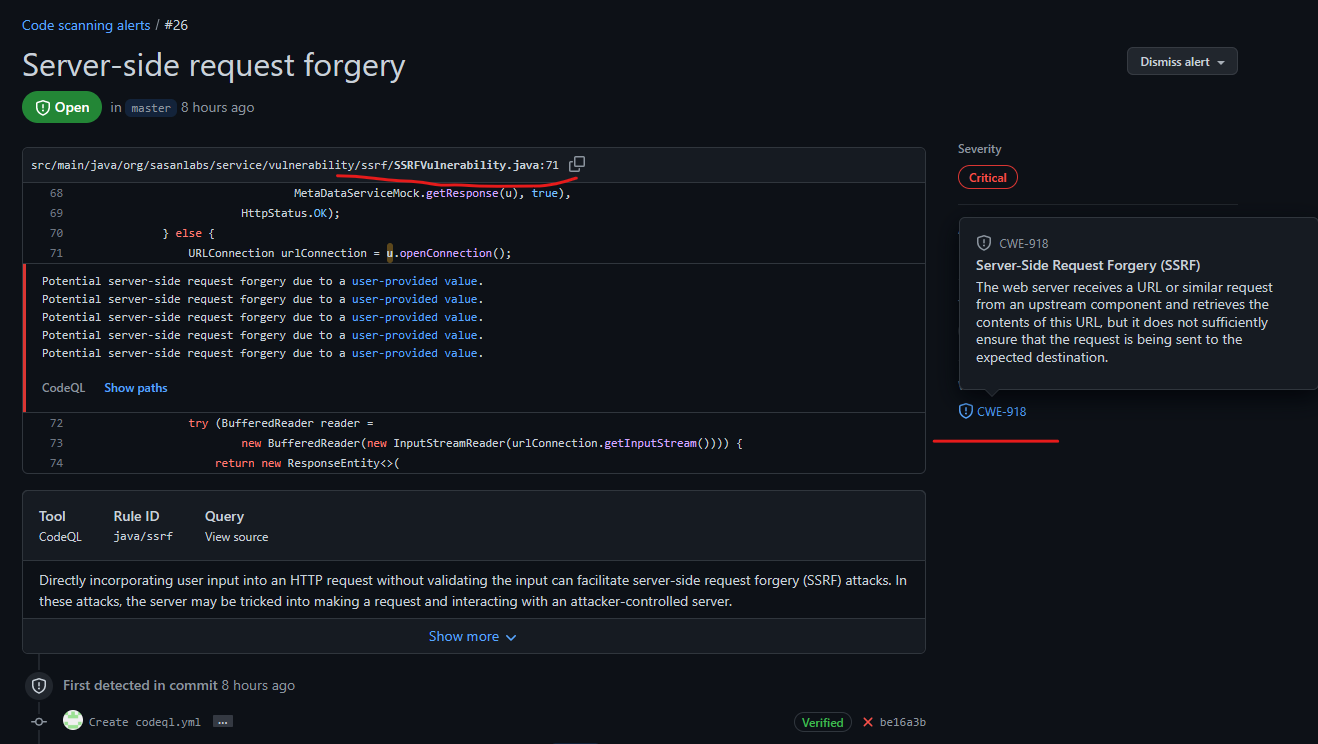 Code scanning alerts / #26
Server-side request forgery
Dismiss alert
Open in master 8 hours ago
src/main/java/org/sasanlabs/service/vulnerability/ssrf/SSRFVulnerability.java:71
68 MetaDataServiceMock.getResponse(u), true),
69 HttpStatus.OK);
70 } else {
71 URLConnection urlConnection = u.openConnection();
Potential server-side request forgery due to a user-provided value.
Potential server-side request forgery due to a user-provided value.
Potential server-side request forgery due to a user-provided value.
Potential server-side request forgery due to a user-provided value.
Potential server-side request forgery due to a user-provided value.
CodeQL Show paths
72 try (BufferedReader reader =
73 new BufferedReader(new InputStreamReader(urlConnection.getInputStream()))) {
74 return new ResponseEntity<>(
Severity
Critical
CWE-918
Server-Side Request Forgery (SSRF)
The web server receives a URL or similar request
from an upstream component and retrieves the
contents of this URL, but it does not sufficiently
ensure that the request is being sent to the
expected destination.
CWE-918
Tool Rule ID Query
CodeQL java/ssrf View source
Directly incorporating user input into an HTTP request without validating the input can facilitate server-side request forgery (SSRF) attacks. In
these attacks, the server may be tricked into making a request and interacting with an attacker-controlled server.
Show more
First detected in commit 8 hours ago
Create codeql.yml ... Verified be16a3b